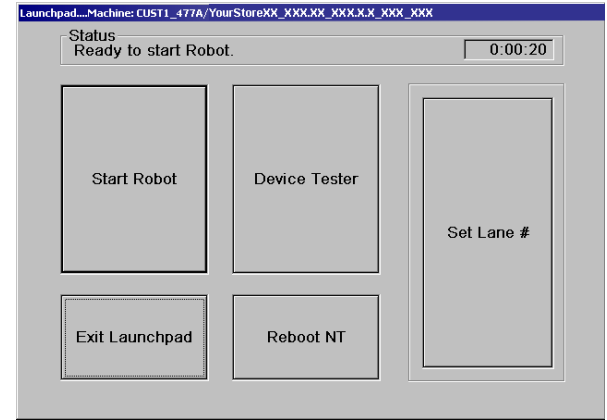 Launchpad....Machine: CUST1_477A/YourStoreXX_XXX.XX_XXX.X.X_XXX_XXX
Status
Ready to start Robot.
0:00:20
Start Robot
Device Tester
Set Lane #
Exit Launchpad
Reboot NT